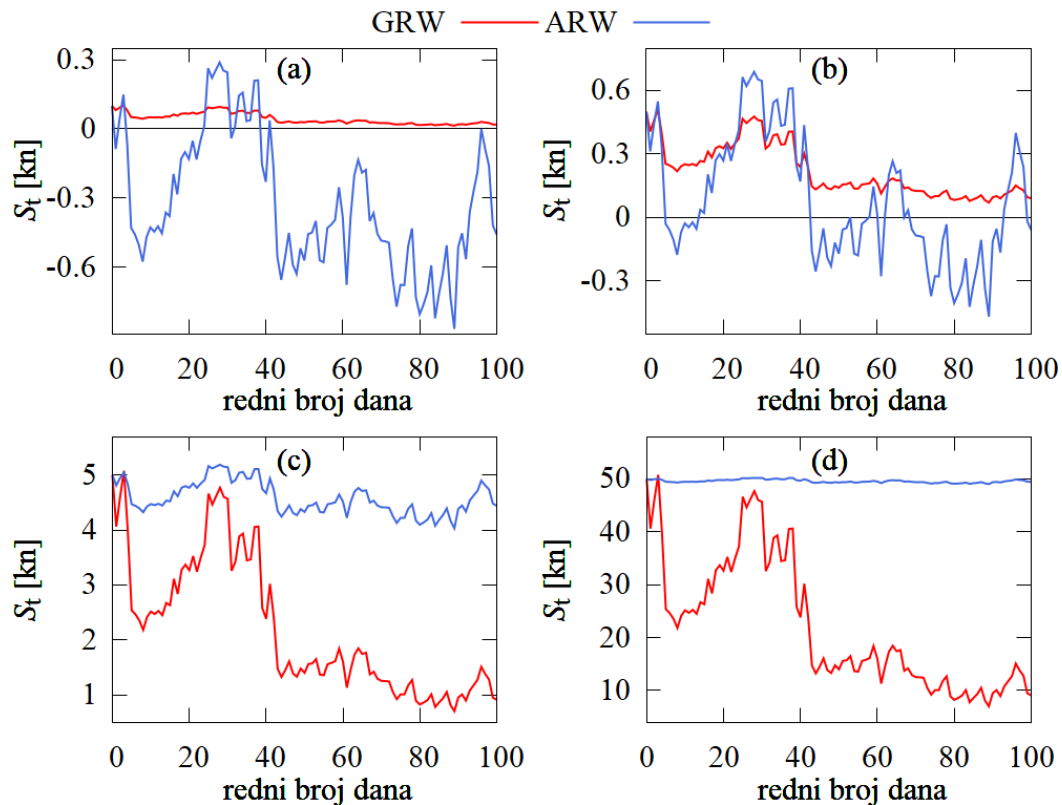 GRW ARW
(a)
0.3
0
-0.3
-0.6
S_t [kn]
0 20 40 60 80 100
redni broj dana
(b)
0.6
0.3
0
-0.3
S_t [kn]
0 20 40 60 80 100
redni broj dana
(c)
5
4
3
2
1
S_t [kn]
0 20 40 60 80 100
redni broj dana
(d)
50
40
30
20
10
S_t [kn]
0 20 40 60 80 100
redni broj dana